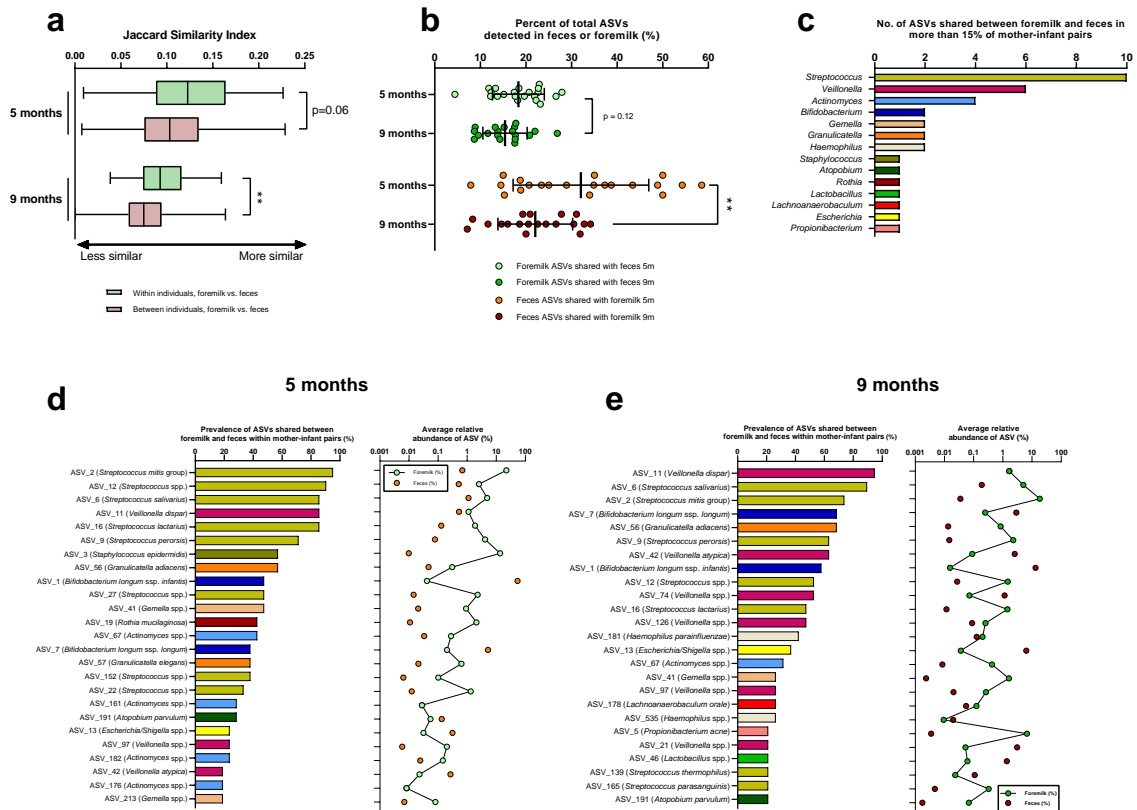 a
Jaccard Similarity Index
0.00 0.05 0.10 0.15 0.20 0.25
5 months
p=0.06
9 months
**
Less similar
More similar
Within individuals, foremilk vs. feces
Between individuals, foremilk vs. feces
b
Percent of total ASVs
detected in feces or foremilk (%)
0 10 20 30 40 50 60
5 months
p = 0.12
9 months
5 months
**
9 months
Foremilk ASVs shared with feces 5m
Foremilk ASVs shared with feces 9m
Feces ASVs shared with foremilk 5m
Feces ASVs shared with foremilk 9m
c
No. of ASVs shared between foremilk and feces in
more than 15% of mother-infant pairs
0 2 4 6 8 10
Streptococcus
Veillonella
Actinomyces
Bifidobacterium
Gemella
Granulicatella
Haemophilus
Staphylococcus
Atopobium
Rothia
Lactobacillus
Lachnoanaerobaculum
Escherichia
Propionibacterium
d
5 months
Prevalence of ASVs shared between
foremilk and feces within mother-infant pairs (%)
0 20 40 60 80 100
ASV_2 (Streptococcus mitis group)
ASV_12 (Streptococcus spp.)
ASV_6 (Streptococcus salivarius)
ASV_11 (Veillonella dispar)
ASV_16 (Streptococcus lactarius)
ASV_9 (Streptococcus perorsis)
ASV_3 (Staphylococcus epidermidis)
ASV_56 (Granulicatella adiacens)
ASV_1 (Bifidobacterium longum ssp. infantis)
ASV_27 (Streptococcus spp.)
ASV_41 (Gemella spp.)
ASV_19 (Rothia mucilaginosa)
ASV_67 (Actinomyces spp.)
ASV_7 (Bifidobacterium longum ssp. longum)
ASV_57 (Granulicatella elegans)
ASV_152 (Streptococcus spp.)
ASV_22 (Streptococcus spp.)
ASV_161 (Actinomyces spp.)
ASV_191 (Atopobium parvulum)
ASV_13 (Escherichia/Shigella spp.)
ASV_97 (Veillonella spp.)
ASV_182 (Actinomyces spp.)
ASV_42 (Veillonella atypica)
ASV_176 (Actinomyces spp.)
ASV_213 (Gemella spp.)
Average relative
abundance of ASV (%)
0.001 0.01 0.1 1 10 100
Foremilk (%)
Feces (%)
e
9 months
Prevalence of ASVs shared between
foremilk and feces within mother-infant pairs (%)
0 20 40 60 80 100
ASV_11 (Veillonella dispar)
ASV_6 (Streptococcus salivarius)
ASV_2 (Streptococcus mitis group)
ASV_7 (Bifidobacterium longum ssp. longum)
ASV_56 (Granulicatella adiacens)
ASV_9 (Streptococcus perorsis)
ASV_42 (Veillonella atypica)
ASV_1 (Bifidobacterium longum ssp. infantis)
ASV_12 (Streptococcus spp.)
ASV_74 (Veillonella spp.)
ASV_16 (Streptococcus lactarius)
ASV_126 (Veillonella spp.)
ASV_181 (Haemophilus parainfluenzae)
ASV_13 (Escherichia/Shigella spp.)
ASV_67 (Actinomyces spp.)
ASV_41 (Gemella spp.)
ASV_97 (Veillonella spp.)
ASV_178 (Lachnoanaerobaculum orale)
ASV_535 (Haemophilus spp.)
ASV_5 (Propionibacterium acne)
ASV_21 (Veillonella spp.)
ASV_46 (Lactobacillus spp.)
ASV_139 (Streptococcus thermophilus)
ASV_165 (Streptococcus parasanguinis)
ASV_191 (Atopobium parvulum)
Average relative
abundance of ASV (%)
0.001 0.01 0.1 1 10 100
Foremilk (%)
Feces (%)